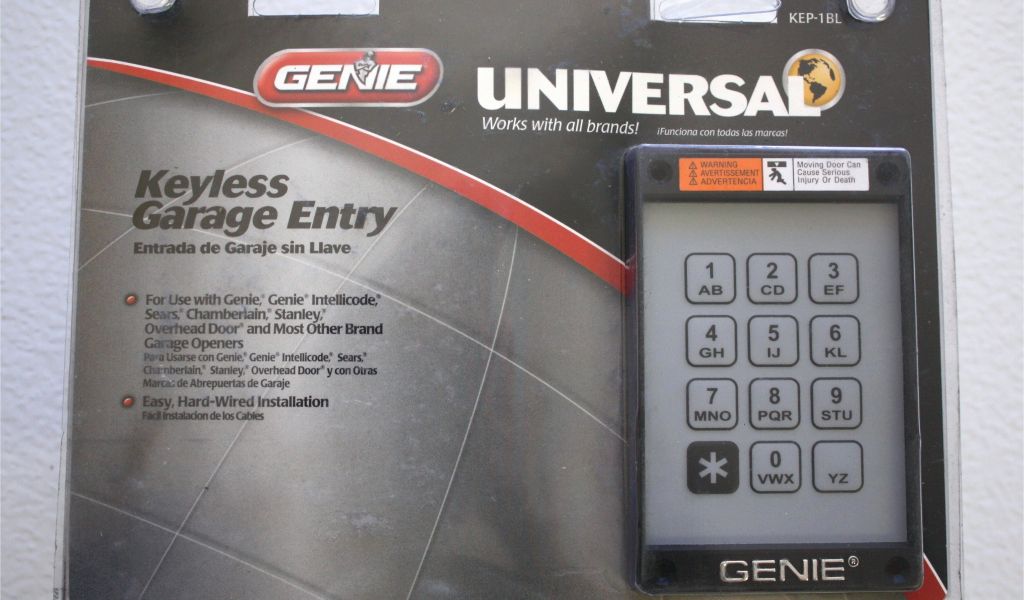 KEP-1BL
GENIE
UNIVERSAL
Works with all brands! ¡Funciona con todas las marcas!
Keyless
Garage Entry
Entrada de Garaje sin Llave
For Use with Genie,® Genie® Intellicode,®
Sears,® Chamberlain,® Stanley,®
Overhead Door® and Most Other Brand
Garage Openers
Para Usarse con Genie,® Genie® Intellicode,® Sears,®
Chamberlain,® Stanley,® Overhead Door® y con Otras
Marcas de Abrepuertas de Garaje
Easy, Hard-Wired Installation
Fácil Instalacion de los Cables
WARNING
AVERTISSEMENT
ADVERTENCIA
Moving Door Can
Cause Serious
Injury Or Death
1 2 3
AB CD EF
4 5 6
GH IJ KL
7 8 9
MNO PQR STU
* 0
VWX YZ
GENIE®